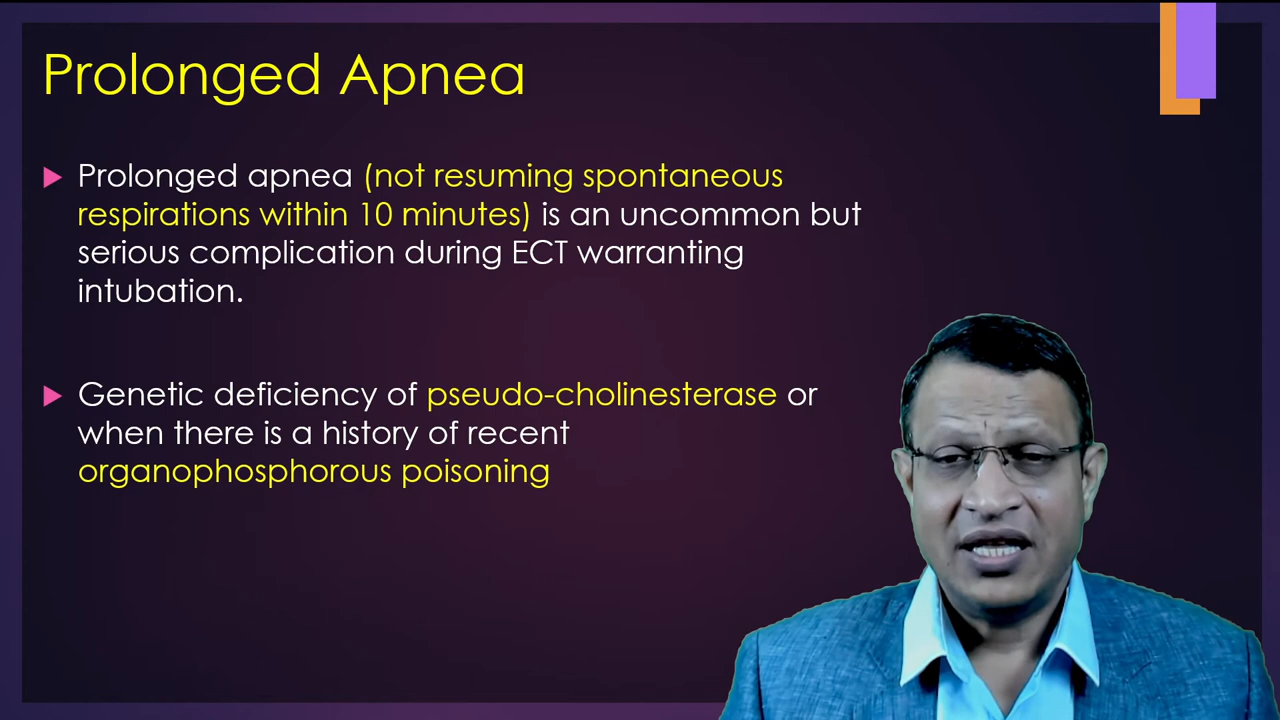 Prolonged Apnea
Prolonged apnea (not resuming spontaneous
respirations within 10 minutes) is an uncommon but
serious complication during ECT warranting
intubation.
Genetic deficiency of pseudo-cholinesterase or
when there is a history of recent
organophosphorous poisoning